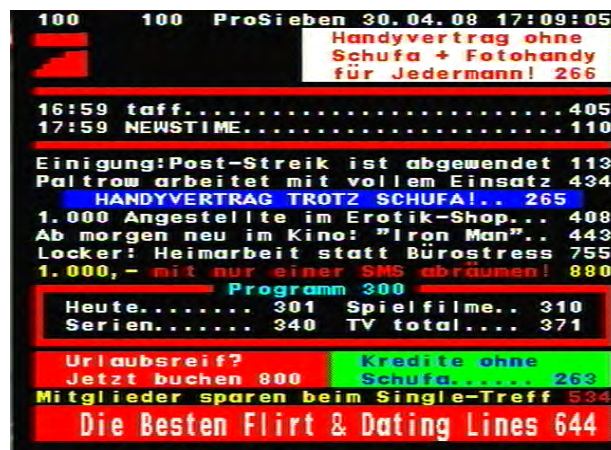 100 100 ProSieben 30.04.08 17:09:05
Handyvertrag ohne
Schufa + Fotohandy
für Jedermann! 266
16:59 taff..........................405
17:59 NEWSTIME......................110
Einigung:Post-Streik ist abgewendet 113
Paltrow arbeitet mit vollem Einsatz 434
HANDYVERTRAG TROTZ SCHUFA!.. 265
1.000 Angestellte im Erotik-Shop... 408
Ab morgen neu im Kino: "Iron Man".. 443
Locker: Heimarbeit statt Bürostress 755
1.000,- mit nur einer SMS abräumen! 880
Programm 300
Heute........ 301 Spielfilme.. 310
Serien....... 340 TV total.... 371
Urlaubsreif?
Jetzt buchen 800
Kredite ohne
Schufa...... 263
Mitglieder sparen beim Single-Treff 534
Die Besten Flirt & Dating Lines 644